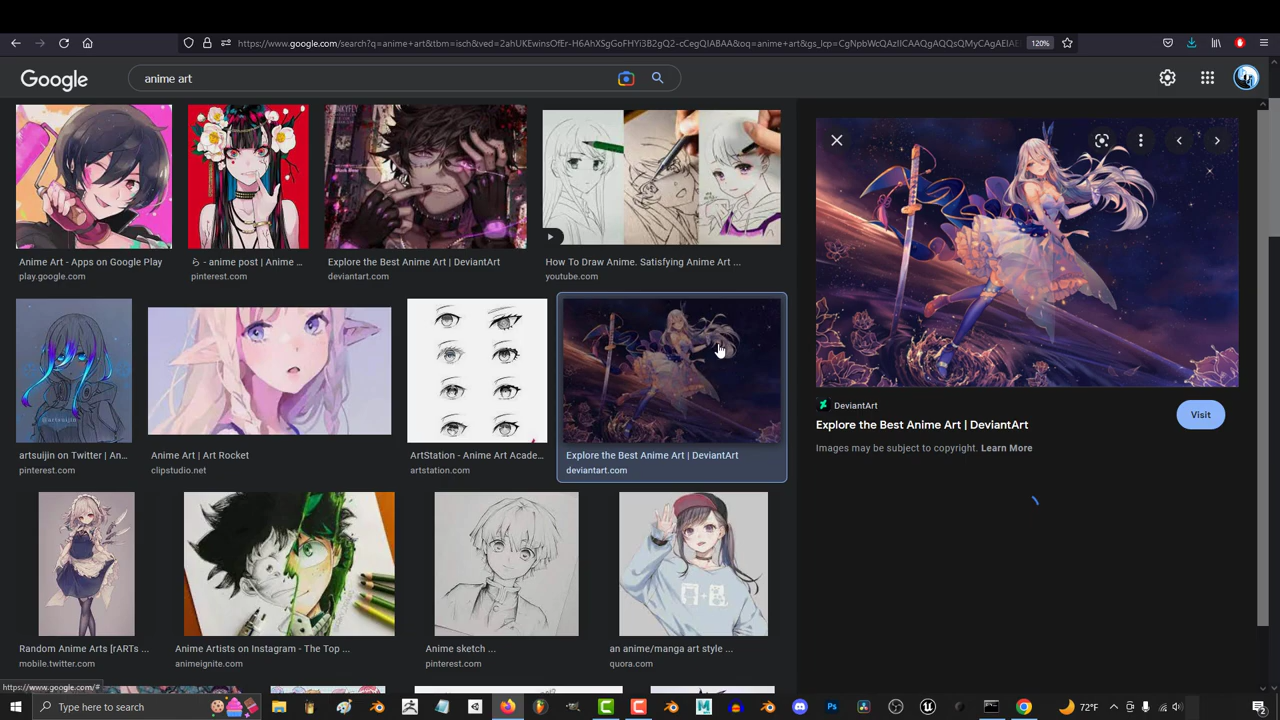 https://www.google.com/search?q=anime+art&tbm=isch&ved=2ahUKEwinsOfEr-H6AhXSgGoFHYi3B2gQ2-cCegQIABAA&oq=anime+art&gs_lcp=CgNpbWcQAzIICAAQgAQQsQMyCAgAEIAE
120%
Google
anime art
Anime Art - Apps on Google Play
play.google.com
ら - anime post | Anime ...
pinterest.com
Explore the Best Anime Art | DeviantArt
deviantart.com
How To Draw Anime. Satisfying Anime Art ...
youtube.com
DeviantArt
Explore the Best Anime Art | DeviantArt
Visit
Images may be subject to copyright. Learn More
@artsuijin
artsuijin on Twitter | An...
pinterest.com
Anime Art | Art Rocket
clipstudio.net
ArtStation - Anime Art Acade...
artstation.com
Explore the Best Anime Art | DeviantArt
deviantart.com
Random Anime Arts [rARTs ...
mobile.twitter.com
Anime Artists on Instagram - The Top ...
animeignite.com
Anime sketch ...
pinterest.com
an anime/manga art style ...
quora.com
https://www.google.com/#
Type here to search
72°F
2